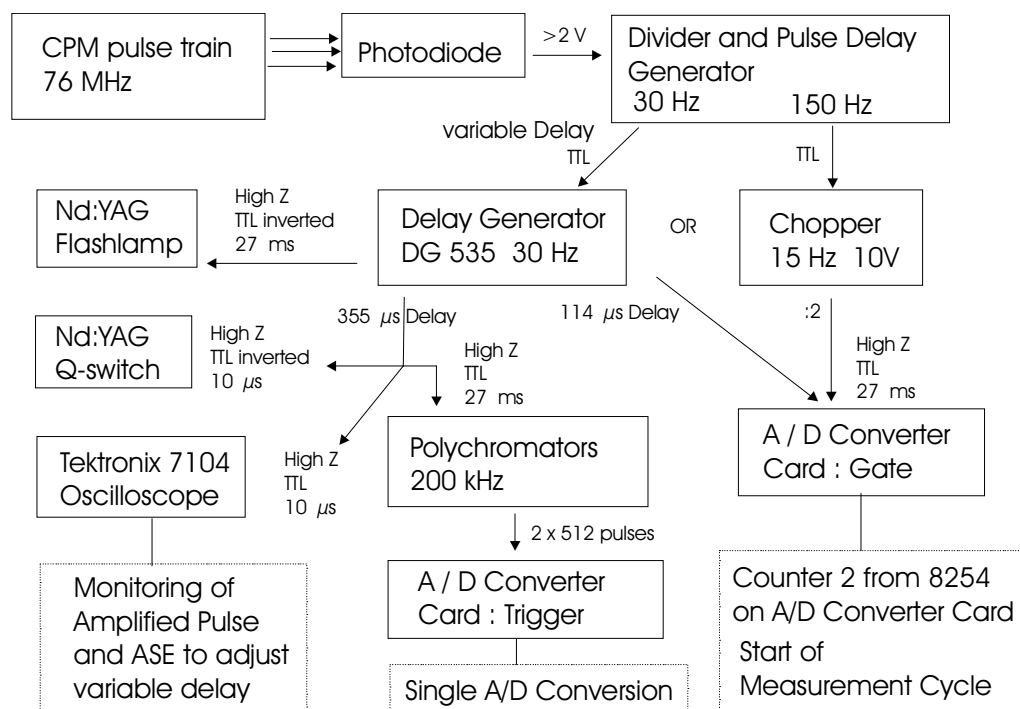 CPM pulse train
76 MHz
Photodiode
>2 V
Divider and Pulse Delay
Generator
30 Hz 150 Hz
variable Delay
TTL
TTL
Nd:YAG
Flashlamp
High Z
TTL inverted
27 ms
Delay Generator
DG 535 30 Hz
OR
Chopper
15 Hz 10V
355 µs Delay
114 µs Delay
:2
Nd:YAG
Q-switch
High Z
TTL inverted
10 µs
High Z
TTL
27 ms
High Z
TTL
27 ms
Tektronix 7104
Oscilloscope
High Z
TTL
10 µs
Polychromators
200 kHz
A / D Converter
Card : Gate
2 x 512 pulses
Monitoring of
Amplified Pulse
and ASE to adjust
variable delay
A / D Converter
Card : Trigger
Single A/D Conversion
Counter 2 from 8254
on A/D Converter Card
Start of
Measurement Cycle